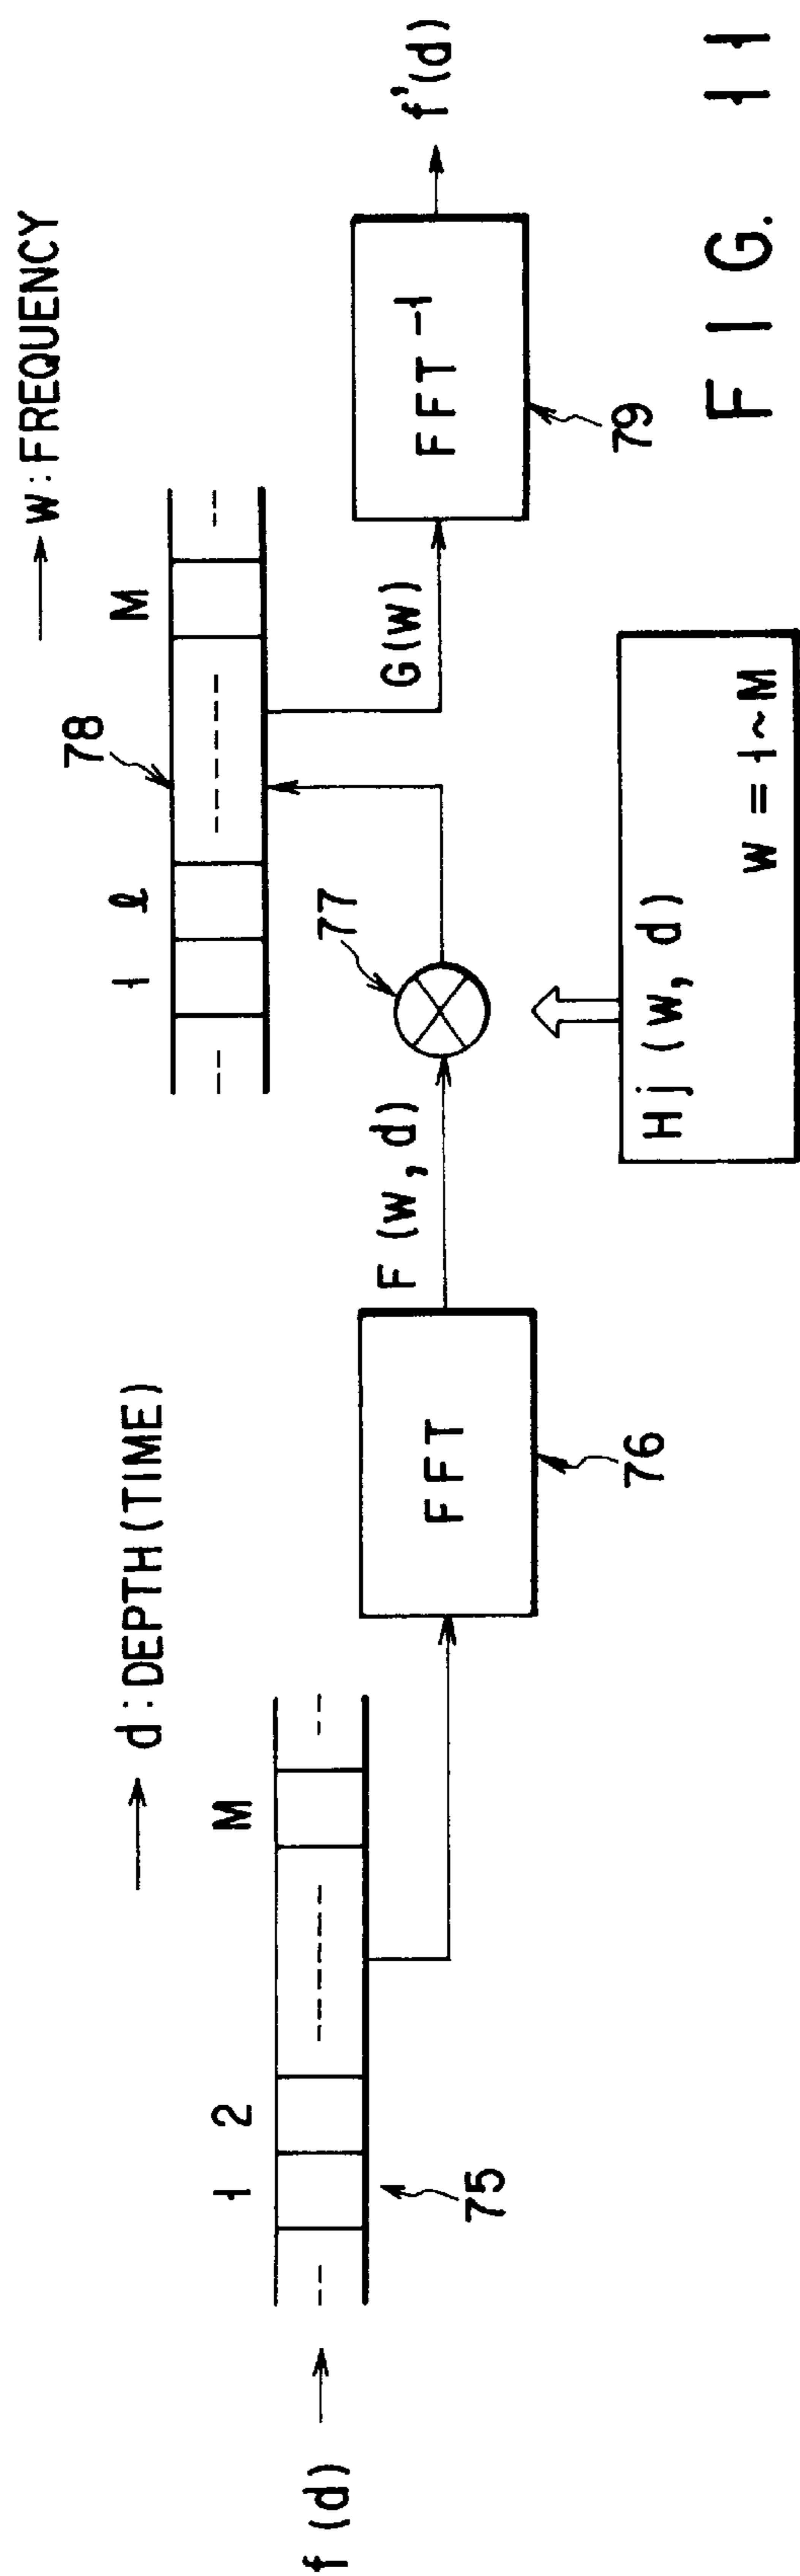 f (d)
1 2 M
→ d : DEPTH (TIME)
75
FFT
76
F (w, d)
77
Hj (w, d)
w = 1~M
1 ℓ M
→ w : FREQUENCY
78
G(w)
FFT⁻¹
79
f'(d)
FIG. 11